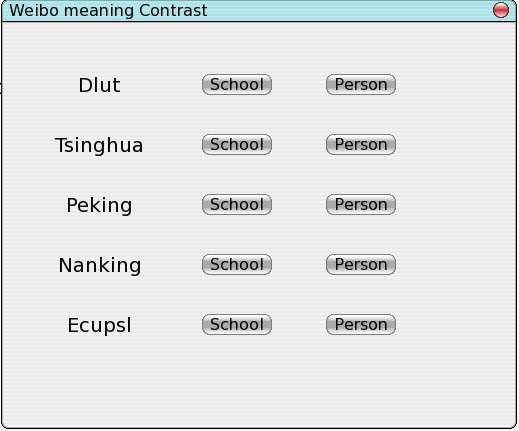 Weibo meaning Contrast
Dlut School Person
Tsinghua School Person
Peking School Person
Nanking School Person
Ecupsl School Person